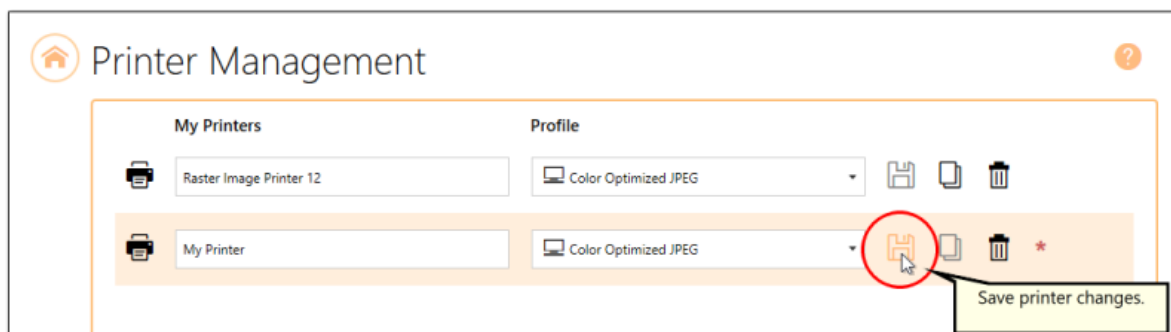 Printer Management
?
My Printers Profile
Raster Image Printer 12 Color Optimized JPEG
My Printer Color Optimized JPEG *
Save printer changes.